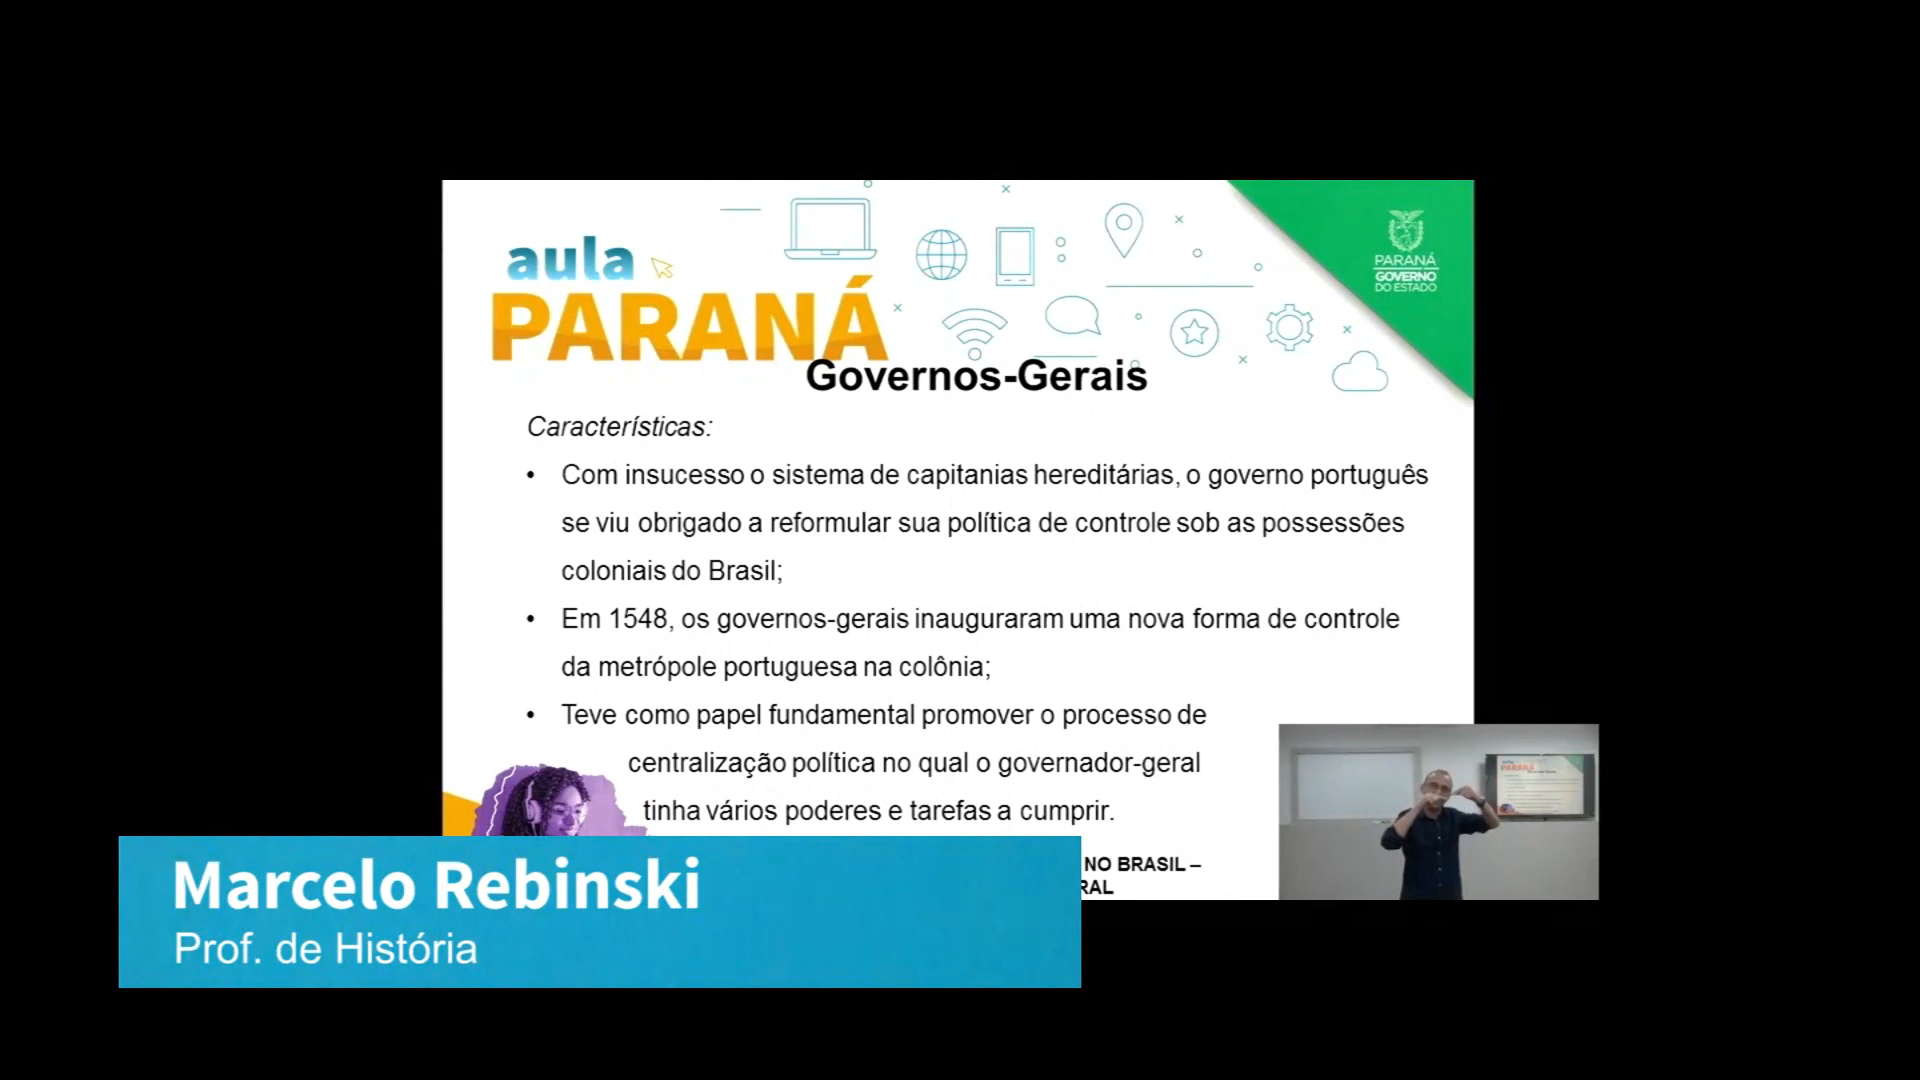 aula
PARANÁ
PARANÁ
GOVERNO
DO ESTADO
Governos-Gerais
Características:
• Com insucesso o sistema de capitanias hereditárias, o governo português
se viu obrigado a reformular sua política de controle sob as possessões
coloniais do Brasil;
• Em 1548, os governos-gerais inauguraram uma nova forma de controle
da metrópole portuguesa na colônia;
• Teve como papel fundamental promover o processo de
centralização política no qual o governador-geral
tinha vários poderes e tarefas a cumprir.
NO BRASIL –
RAL
Marcelo Rebinski
Prof. de História